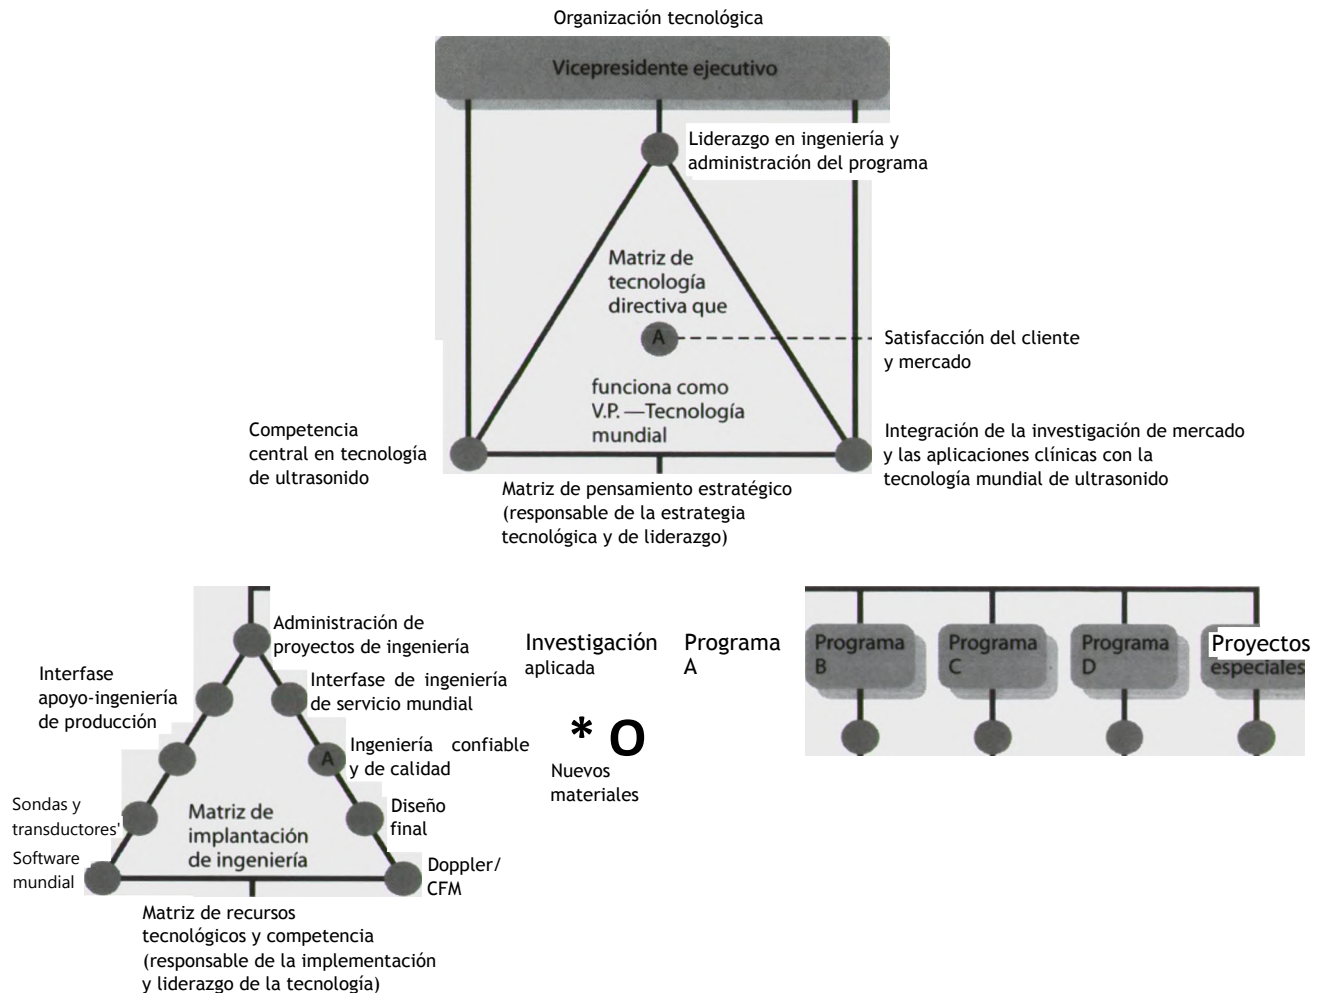 Organización tecnológica
Vicepresidente ejecutivo
Liderazgo en ingeniería y
administración del programa
Matriz de
tecnología
directiva que
A
funciona como
V.P. —Tecnología
mundial
Satisfacción del cliente
y mercado
Competencia
central en tecnología
de ultrasonido
Integración de la investigación de mercado
y las aplicaciones clínicas con la
tecnología mundial de ultrasonido
Matriz de pensamiento estratégico
(responsable de la estrategia
tecnológica y de liderazgo)
Administración de
proyectos de ingeniería
Interfase
apoyo-ingeniería
de producción
Interfase de ingeniería
de servicio mundial
A
Ingeniería confiable
y de calidad
Sondas y
transductores'
Diseño
final
Software
mundial
Doppler/
CFM
Matriz de
implantación
de ingeniería
Matriz de recursos
tecnológicos y competencia
(responsable de la implementación
y liderazgo de la tecnología)
Investigación
aplicada
* O
Nuevos
materiales
Programa
A
Programa
B
Programa
C
Programa
D
Proyectos
especiales